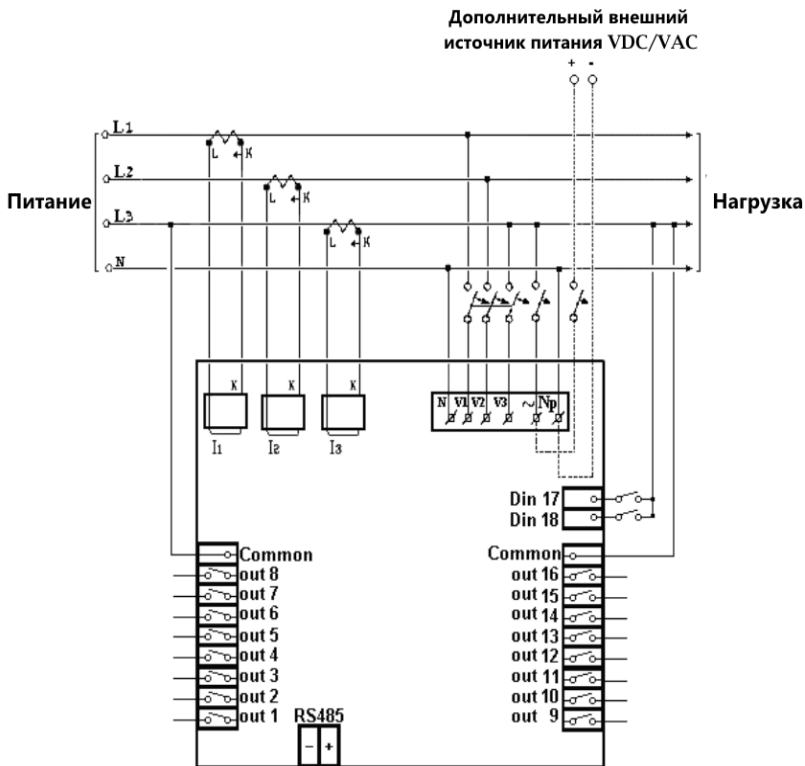 Дополнительный внешний
источник питания VDC/VAC
+ -
L1
L K
L2
L K
Питание
L3
Нагрузка
L K
N
K K K
N V1 V2 V3 ~ Np
I1 I2 I3
Din 17
Din 18
Common Common
out 8 out 16
out 7 out 15
out 6 out 14
out 5 out 13
out 4 out 12
out 3 out 11
out 2 out 10
out 1 RS485 out 9
- +